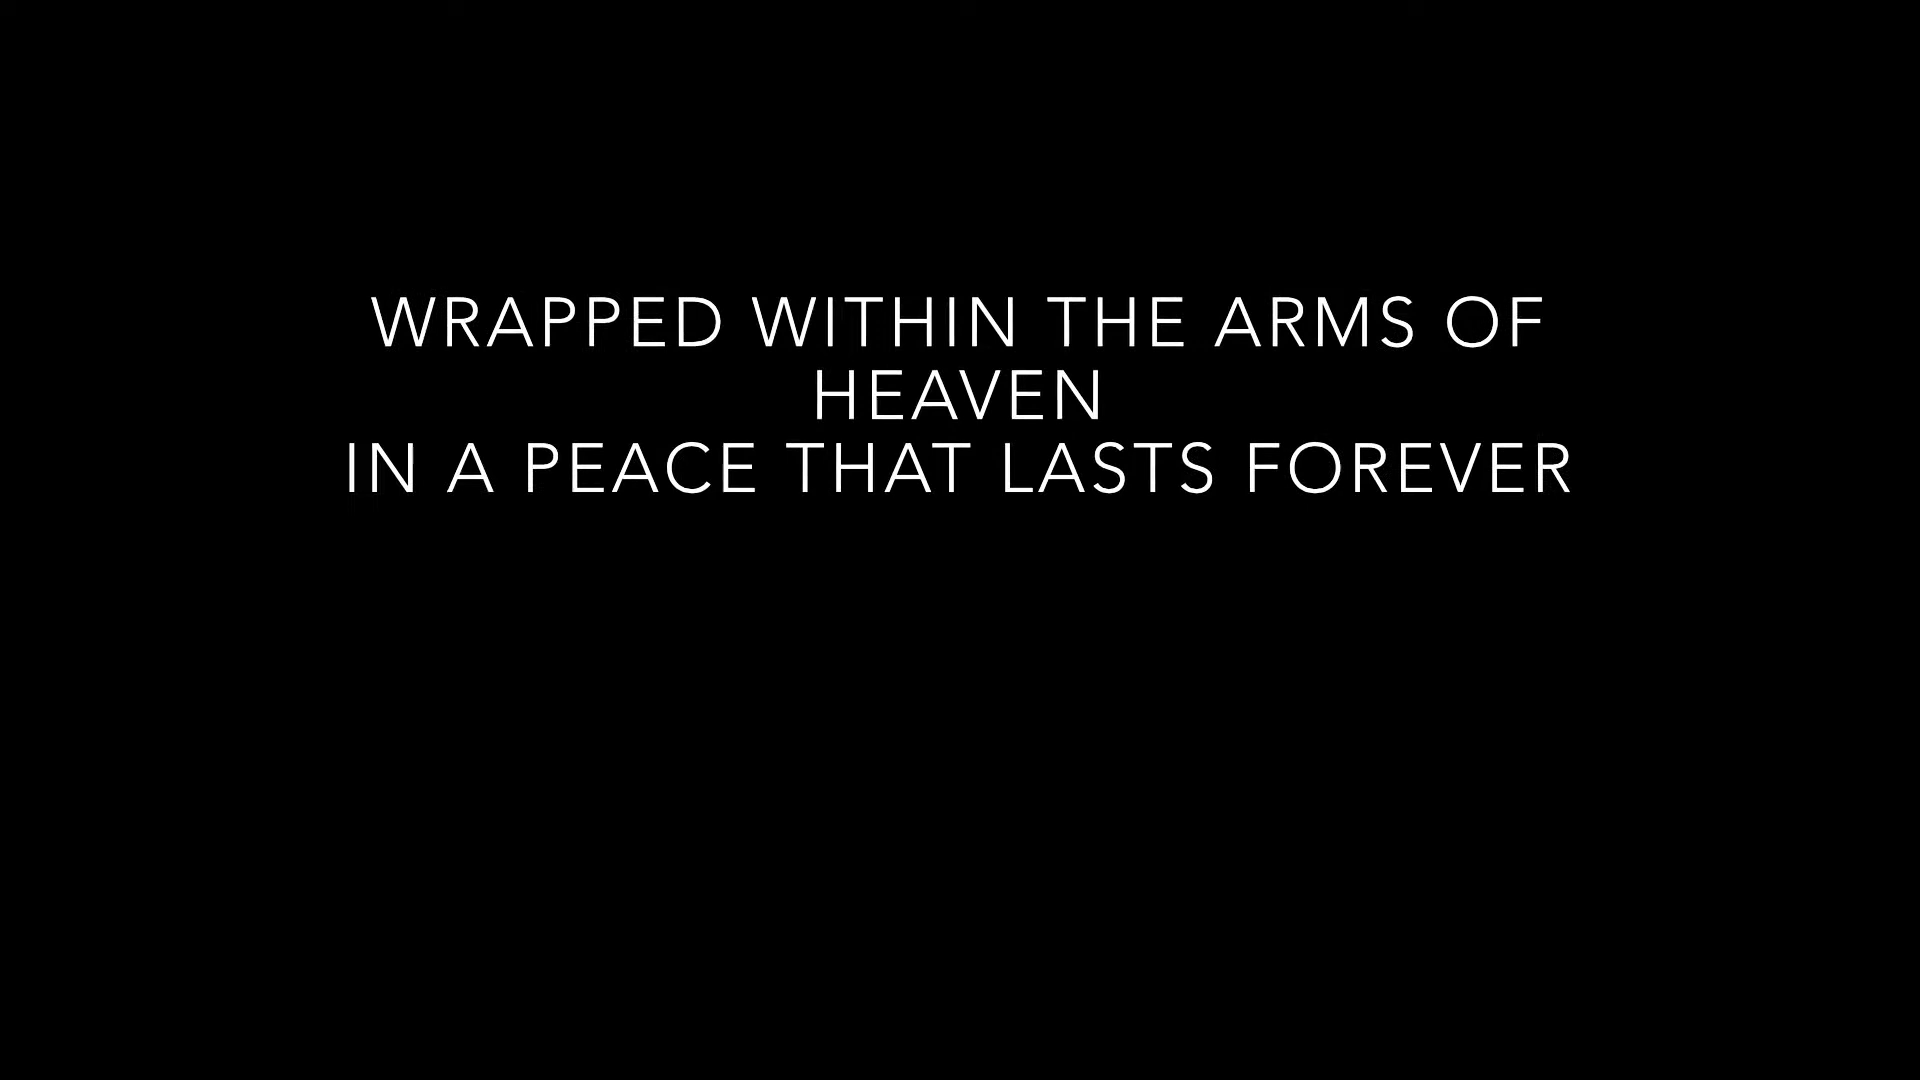 WRAPPED WITHIN THE ARMS OF
HEAVEN
IN A PEACE THAT LASTS FOREVER